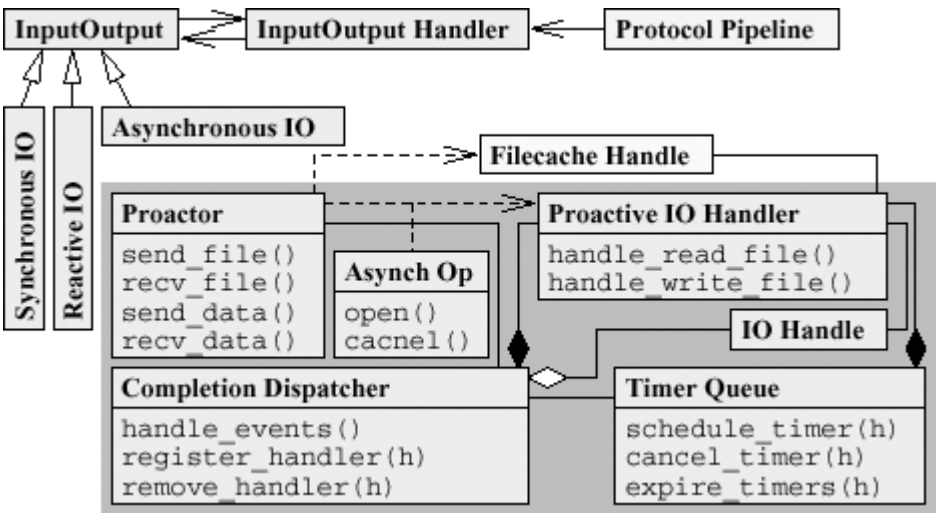 InputOutput
InputOutput Handler
Protocol Pipeline
Synchronous IO
Reactive IO
Asynchronous IO
Filecache Handle
Proactor
send_file()
recv_file()
send_data()
recv_data()
Asynch Op
open()
cacnel()
Proactive IO Handler
handle_read_file()
handle_write_file()
IO Handle
Completion Dispatcher
handle_events()
register_handler(h)
remove_handler(h)
Timer Queue
schedule_timer(h)
cancel_timer(h)
expire_timers(h)